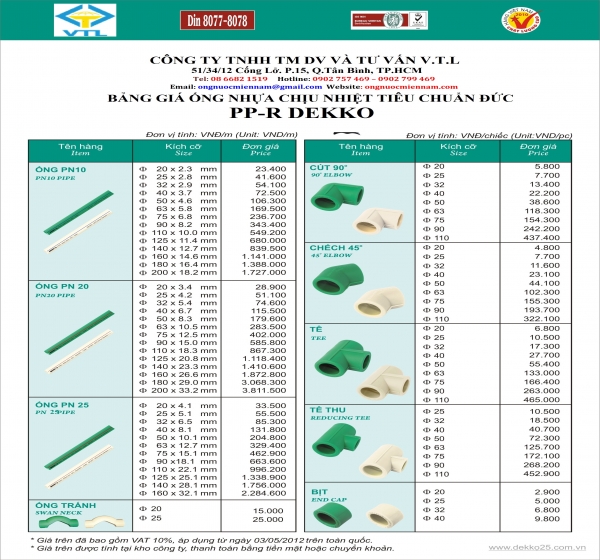 VTL
Din 8077-8078
CÔNG TY TNHH TM DV VÀ TƯ VẤN V.T.L
51/34/12 Cống Lở. P.15, Q.Tân Bình, TP.HCM
Tel: 08 6682 1519 Hotline: 0902 757 469 - 0902 799 469
Email: ongnuocmiennam@gmail.com Website: ongnuocmiennam.com
BẢNG GIÁ ỐNG NHỰA CHỊU NHIỆT TIÊU CHUẨN ĐỨC
PP-R DEKKO
Đơn vị tính: VNĐ/m (Unit: VNĐ/m)
Tên hàng Kích cỡ Đơn giá
Item Size Price
ỐNG PN10
PN10 PIPE
Φ 20 x 2.3 mm 23.400
Φ 25 x 2.8 mm 41.600
Φ 32 x 2.9 mm 54.100
Φ 40 x 3.7 mm 72.500
Φ 50 x 4.6 mm 106.300
Φ 63 x 5.8 mm 169.500
Φ 75 x 6.8 mm 236.700
Φ 90 x 8.2 mm 343.400
Φ 110 x 10.0 mm 549.200
Φ 125 x 11.4 mm 680.000
Φ 140 x 12.7 mm 839.500
Φ 160 x 14.6 mm 1.141.000
Φ 180 x 16.4 mm 1.388.000
Φ 200 x 18.2 mm 1.727.000
ỐNG PN 20
PN20 PIPE
Φ 20 x 3.4 mm 28.900
Φ 25 x 4.2 mm 51.100
Φ 32 x 5.4 mm 74.600
Φ 40 x 6.7 mm 115.500
Φ 50 x 8.3 mm 179.600
Φ 63 x 10.5 mm 283.500
Φ 75 x 12.5 mm 402.000
Φ 90 x 15.0 mm 585.800
Φ 110 x 18.3 mm 867.300
Φ 125 x 20.8 mm 1.118.400
Φ 140 x 23.3 mm 1.410.600
Φ 160 x 26.6 mm 1.872.800
Φ 180 x 29.0 mm 3.068.300
Φ 200 x 33.2 mm 3.811.500
ỐNG PN 25
PN 25 PIPE
Φ 20 x 4.1 mm 33.500
Φ 25 x 5.1 mm 55.500
Φ 32 x 6.5 mm 85.300
Φ 40 x 8.1 mm 131.800
Φ 50 x 10.1 mm 204.800
Φ 63 x 12.7 mm 329.400
Φ 75 x 15.1 mm 462.900
Φ 90 x18.1 mm 663.600
Φ 110 x 22.1 mm 996.200
Φ 125 x 25.1 mm 1.338.900
Φ 140 x 28.1 mm 1.756.000
Φ 160 x 32.1 mm 2.284.600
ỐNG TRÁNH
SWAN NECK
Φ 20 15.000
Φ 25 25.000
Đơn vị tính: VNĐ/chiếc (Unit:VNĐ/pc)
Tên hàng Kích cỡ Đơn giá
Item Size Price
CÚT 90°
90° ELBOW
Φ 20 5.800
Φ 25 7.700
Φ 32 13.400
Φ 40 22.200
Φ 50 38.600
Φ 63 118.300
Φ 75 154.300
Φ 90 242.200
Φ 110 437.400
CHẾCH 45°
45° ELBOW
Φ 20 4.800
Φ 25 7.700
Φ 32 11.600
Φ 40 23.100
Φ 50 44.100
Φ 63 102.300
Φ 75 155.300
Φ 90 193.700
Φ 110 322.100
TÊ
TEE
Φ 20 6.800
Φ 25 10.500
Φ 32 17.300
Φ 40 27.700
Φ 50 55.400
Φ 63 133.000
Φ 75 166.400
Φ 90 263.000
Φ 110 465.000
TÊ THU
REDUCING TEE
Φ 25 10.500
Φ 32 18.500
Φ 40 40.700
Φ 50 72.300
Φ 63 125.700
Φ 75 172.100
Φ 90 268.200
Φ 110 452.900
BỊT
END CAP
Φ 20 2.900
Φ 25 5.000
Φ 32 6.800
Φ 40 9.800
* Giá trên đã bao gồm VAT 10%, áp dụng từ ngày 03/05/2012 trên toàn quốc.
* Giá trên được tính tại kho công ty, thanh toán bằng tiền mặt hoặc chuyển khoản.
@ www.dekko25.com.vn